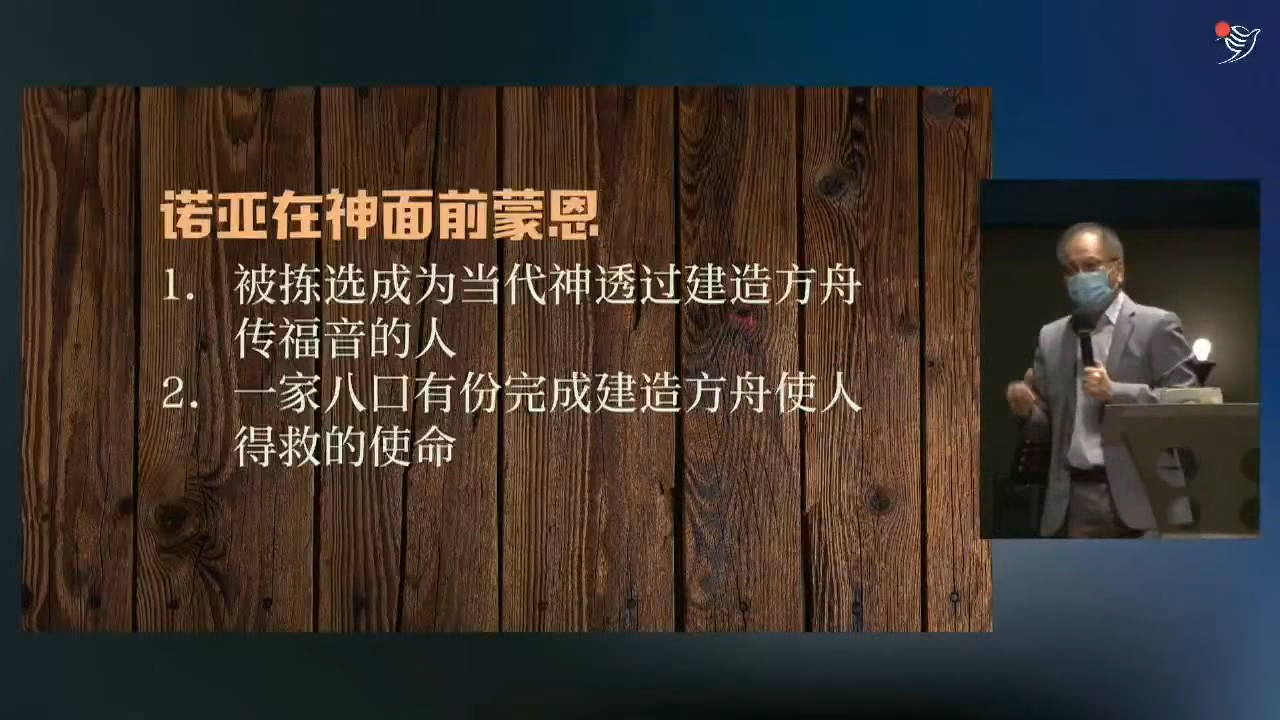 诺亚在神面前蒙恩
1. 被拣选成为当代神透过建造方舟
传福音的人
2. 一家八口有份完成建造方舟使人
得救的使命